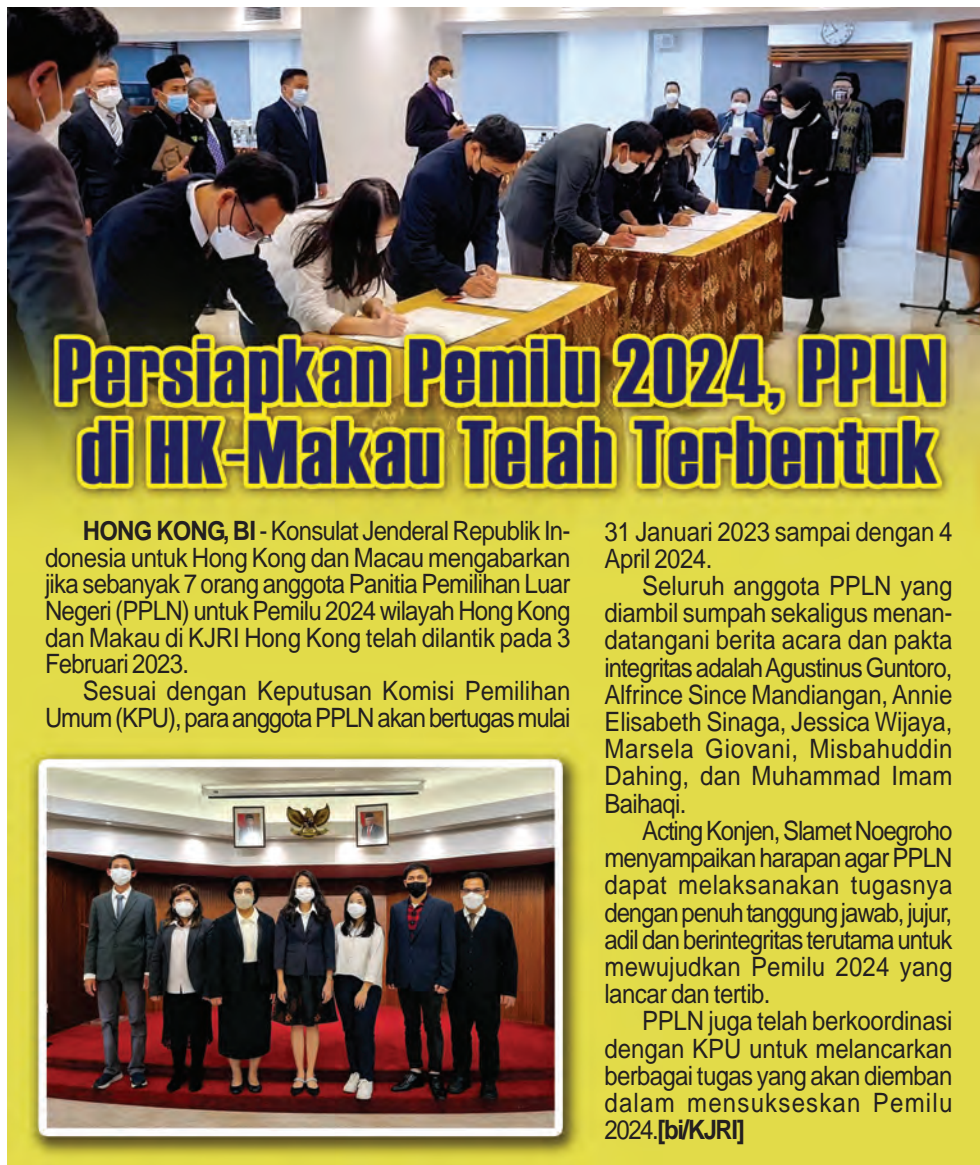 Persiapkan Pemilu 2024, PPLN
di HK-Makau Telah Terbentuk
HONG KONG, BI - Konsulat Jenderal Republik In-
donesia untuk Hong Kong dan Macau mengabarkan
jika sebanyak 7 orang anggota Panitia Pemilihan Luar
Negeri (PPLN) untuk Pemilu 2024 wilayah Hong Kong
dan Makau di KJRI Hong Kong telah dilantik pada 3
Februari 2023.
Sesuai dengan Keputusan Komisi Pemilihan
Umum (KPU), para anggota PPLN akan bertugas mulai
31 Januari 2023 sampai dengan 4
April 2024.
Seluruh anggota PPLN yang
diambil sumpah sekaligus menan-
datangani berita acara dan pakta
integritas adalah Agustinus Guntoro,
Alfrince Since Mandiangan, Annie
Elisabeth Sinaga, Jessica Wijaya,
Marsela Giovani, Misbahuddin
Dahing, dan Muhammad Imam
Baihaqi.
Acting Konjen, Slamet Noegroho
menyampaikan harapan agar PPLN
dapat melaksanakan tugasnya
dengan penuh tanggung jawab, jujur,
adil dan berintegritas terutama untuk
mewujudkan Pemilu 2024 yang
lancar dan tertib.
PPLN juga telah berkoordinasi
dengan KPU untuk melancarkan
berbagai tugas yang akan diemban
dalam mensukseskan Pemilu
2024.[bi/KJRI]